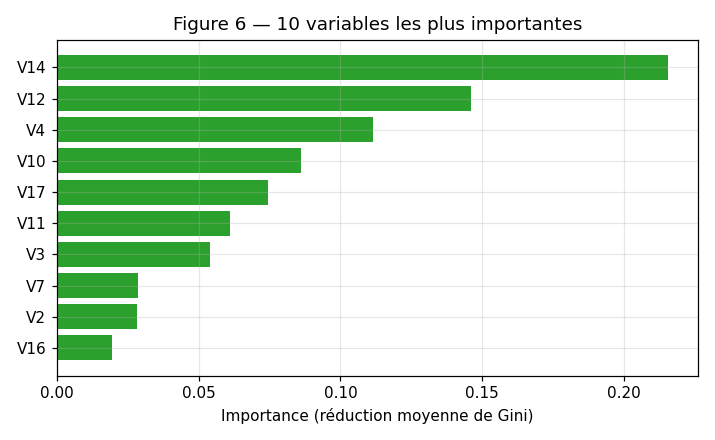 Figure 6 — 10 variables les plus importantes
V14
V12
V4
V10
V17
V11
V3
V7
V2
V16
0.00 0.05 0.10 0.15 0.20
Importance (réduction moyenne de Gini)